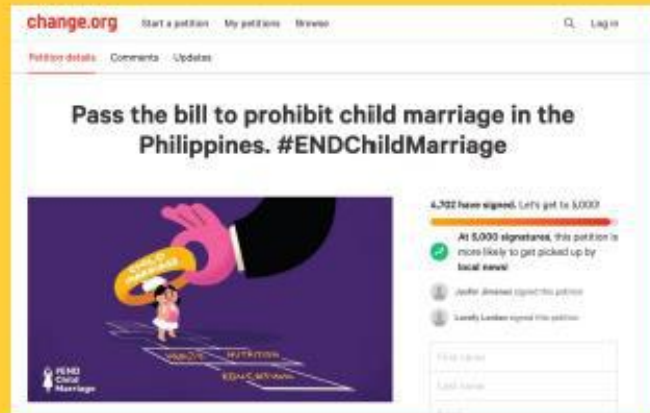 change.org Start a petition My petitions Browse Log in
Petition details Comments Updates
Pass the bill to prohibit child marriage in the
Philippines. #ENDChildMarriage
4,702 have signed. Let's get to 5,000!
At 5,000 signatures, this petition is
more likely to get picked up by
local news!
signed this petition
signed this petition
First name
Last name
CHILD
MARRIAGE
HEALTH NUTRITION
EDUCATION
#END
Child
Marriage